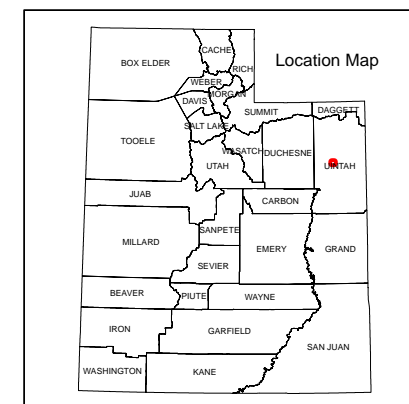 Location Map
BOX ELDER
CACHE
RICH
WEBER
MORGAN
DAVIS
SUMMIT
DAGGETT
SALT LAKE
TOOELE
WASATCH
DUCHESNE
UINTAH
UTAH
JUAB
CARBON
SANPETE
MILLARD
EMERY
GRAND
SEVIER
BEAVER
PIUTE
WAYNE
IRON
GARFIELD
SAN JUAN
WASHINGTON
KANE